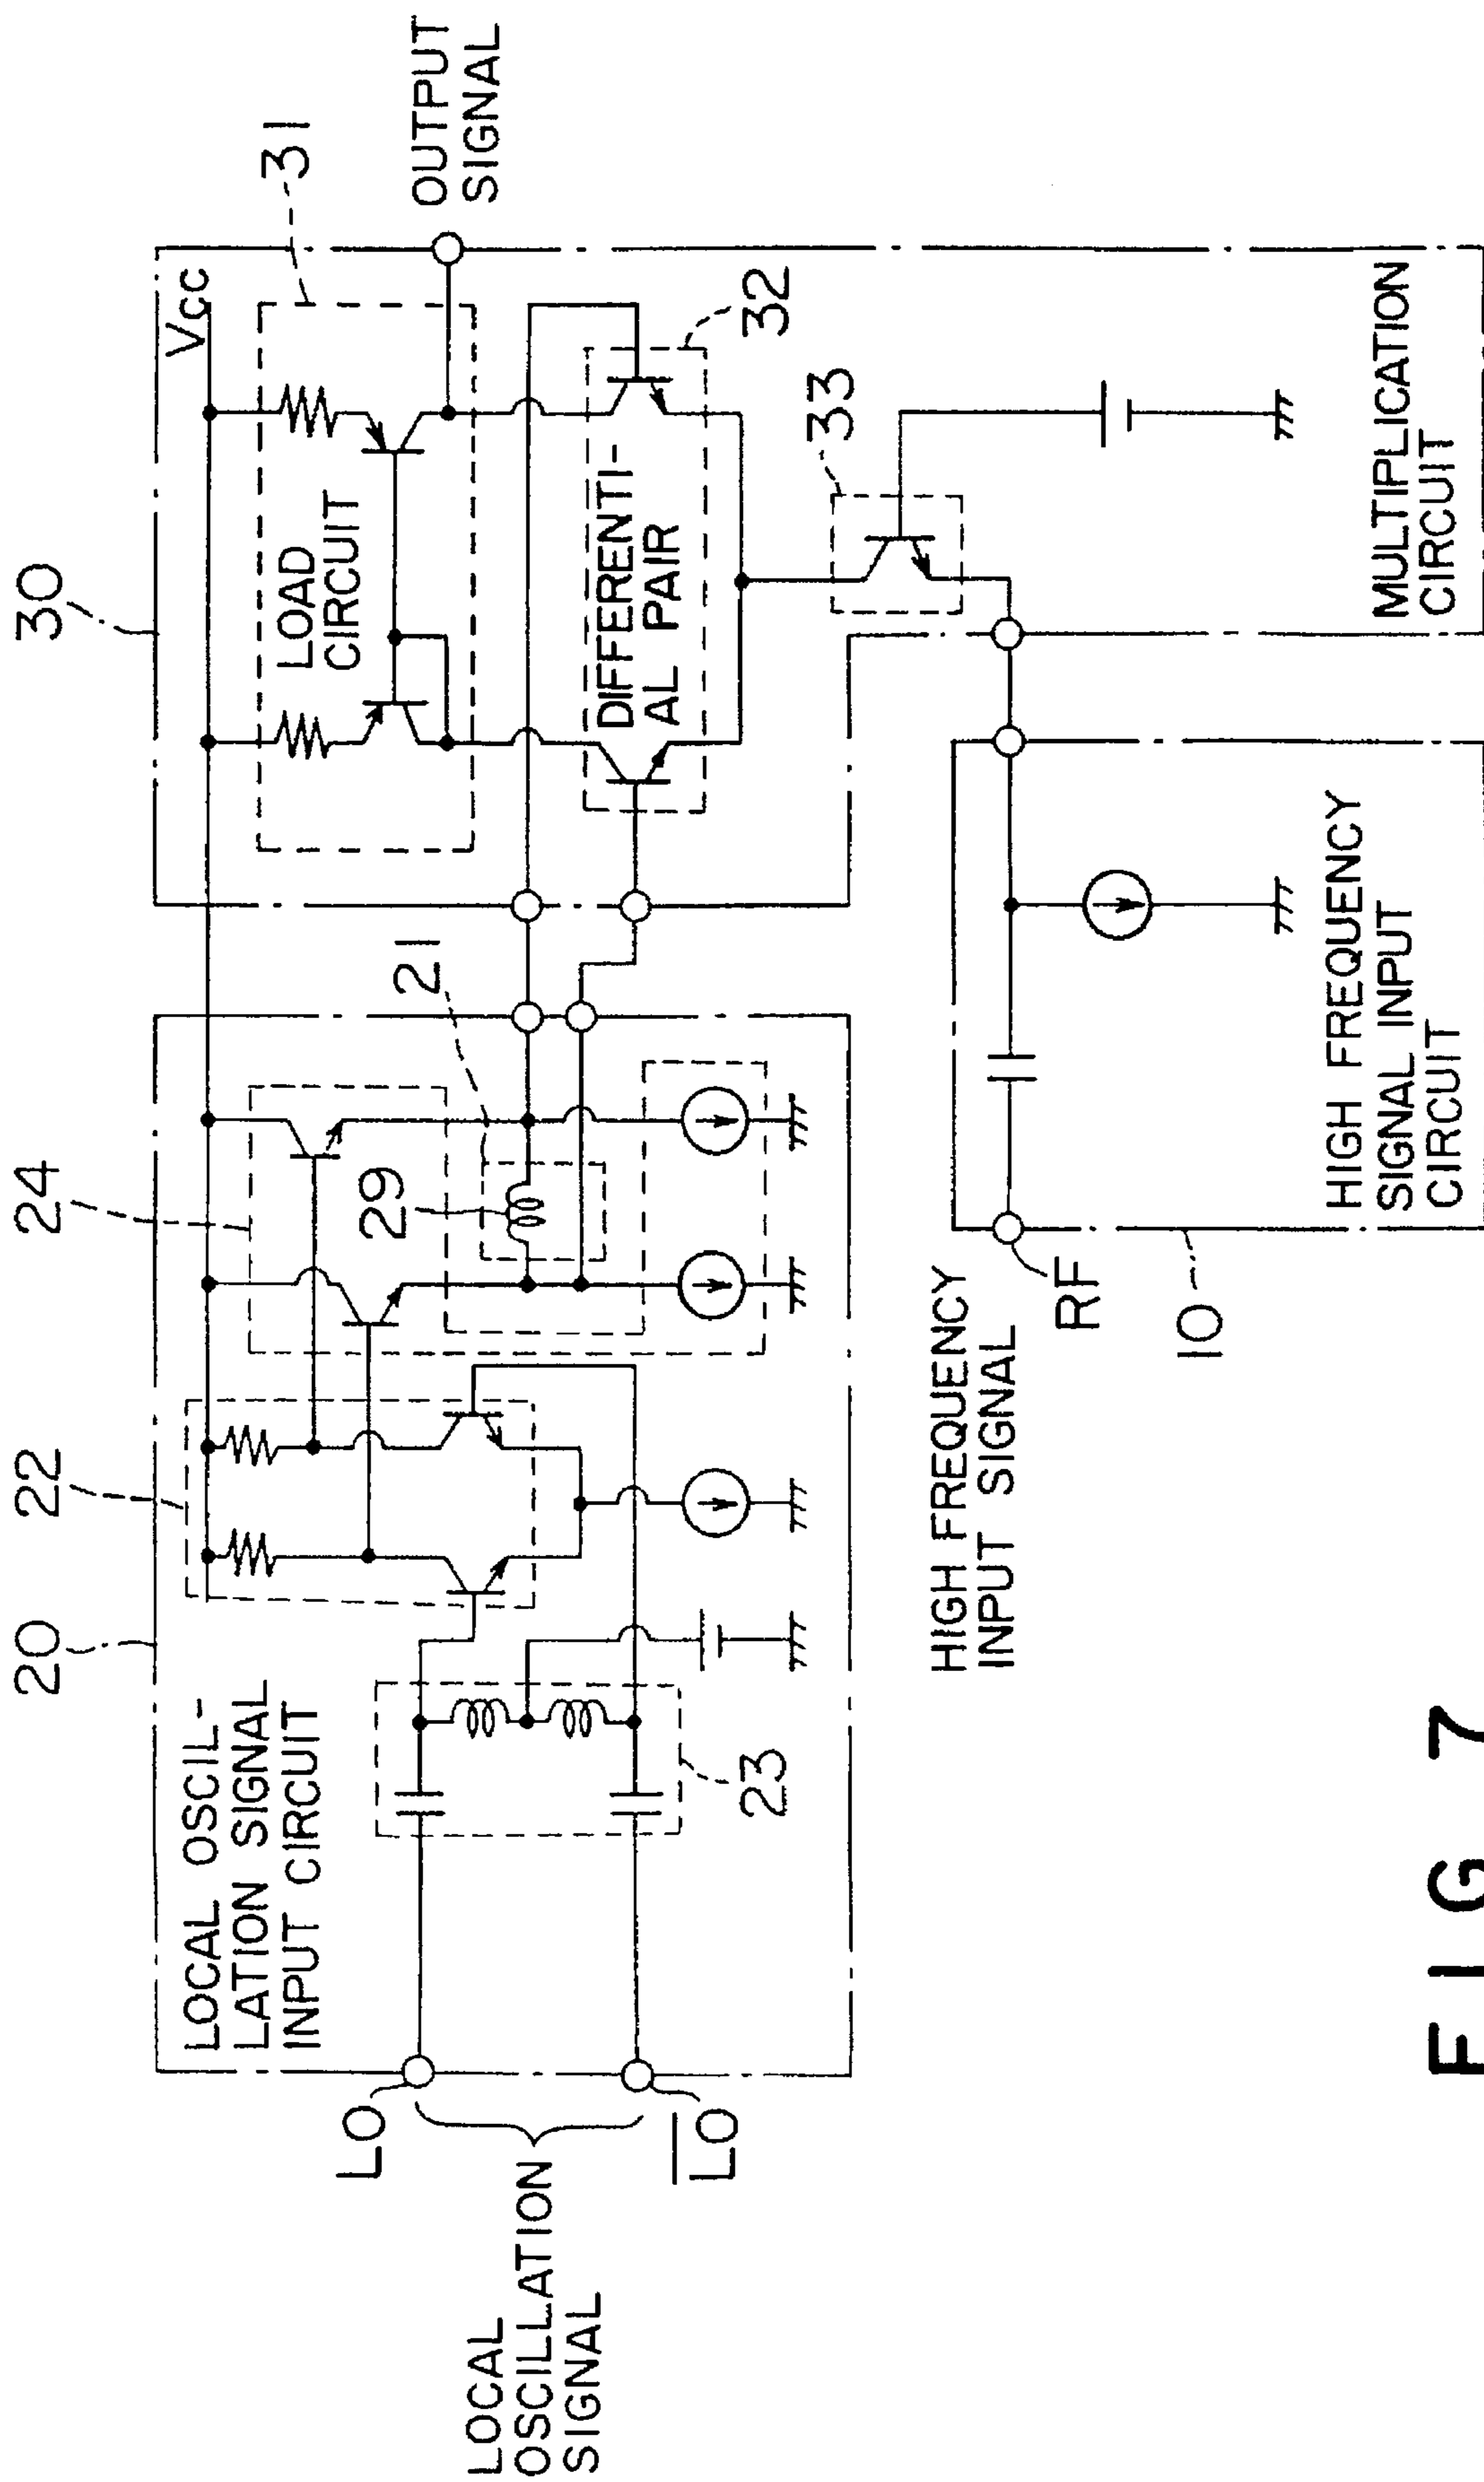 20
22
24
30
LOCAL OSCIL-
LATION SIGNAL
INPUT CIRCUIT
Vcc
31
LOAD
CIRCUIT
OUTPUT
SIGNAL
LO
29
21
LOCAL
OSCILLATION
SIGNAL
DIFFERENTI-
AL PAIR
32
L̅O̅
23
33
HIGH FREQUENCY
INPUT SIGNAL
RF
10
HIGH FREQUENCY
SIGNAL INPUT
CIRCUIT
MULTIPLICATION
CIRCUIT
FIG 7